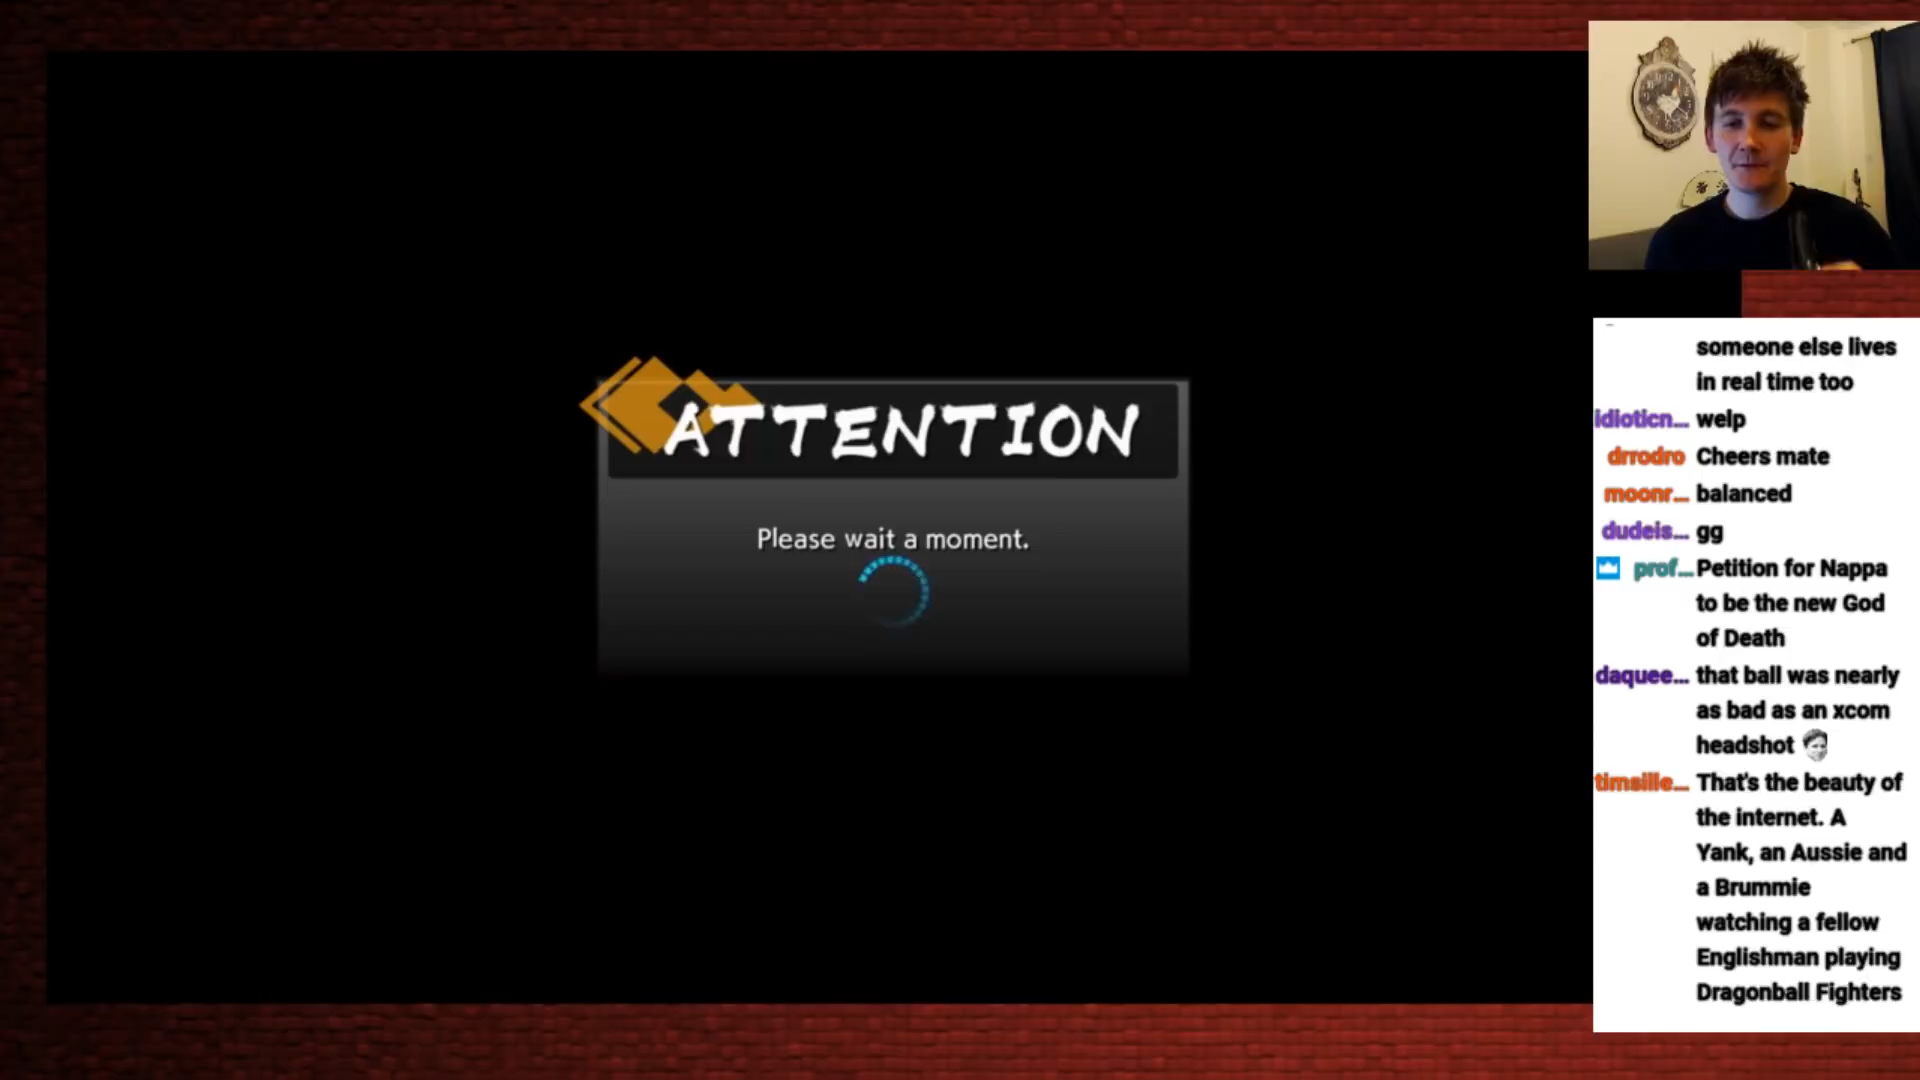 ATTENTION
Please wait a moment.
someone else lives
in real time too
idioticn... welp
drrodro Cheers mate
moonr... balanced
dudeis... gg
prof... Petition for Nappa
to be the new God
of Death
daquee... that ball was nearly
as bad as an xcom
headshot
timsille... That's the beauty of
the internet. A
Yank, an Aussie and
a Brummie
watching a fellow
Englishman playing
Dragonball Fighters